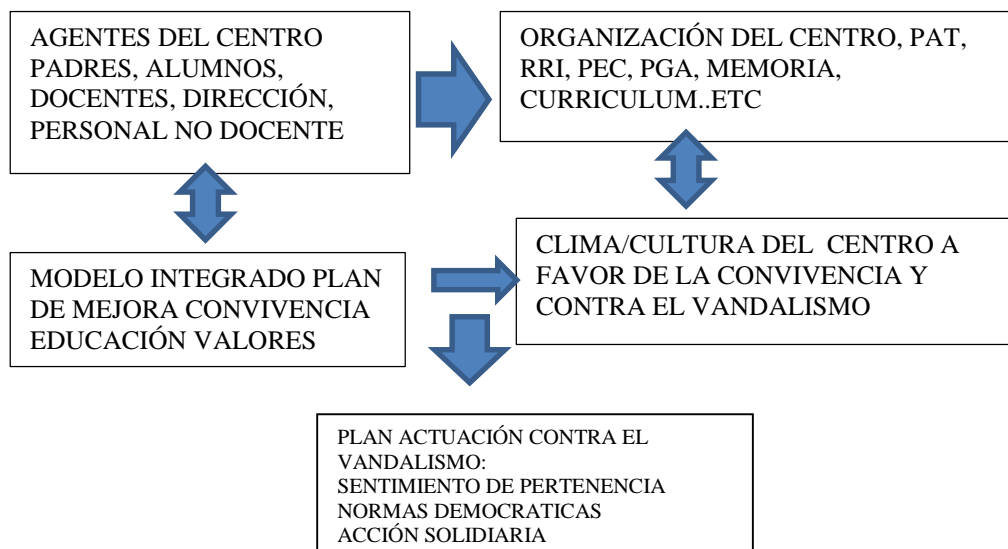 AGENTES DEL CENTRO
PADRES, ALUMNOS,
DOCENTES, DIRECCIÓN,
PERSONAL NO DOCENTE
ORGANIZACIÓN DEL CENTRO, PAT,
RRI, PEC, PGA, MEMORIA,
CURRICULUM..ETC
MODELO INTEGRADO PLAN
DE MEJORA CONVIVENCIA
EDUCACIÓN VALORES
CLIMA/CULTURA DEL CENTRO A
FAVOR DE LA CONVIVENCIA Y
CONTRA EL VANDALISMO
PLAN ACTUACIÓN CONTRA EL
VANDALISMO:
SENTIMIENTO DE PERTENENCIA
NORMAS DEMOCRATICAS
ACCIÓN SOLIDIARIA